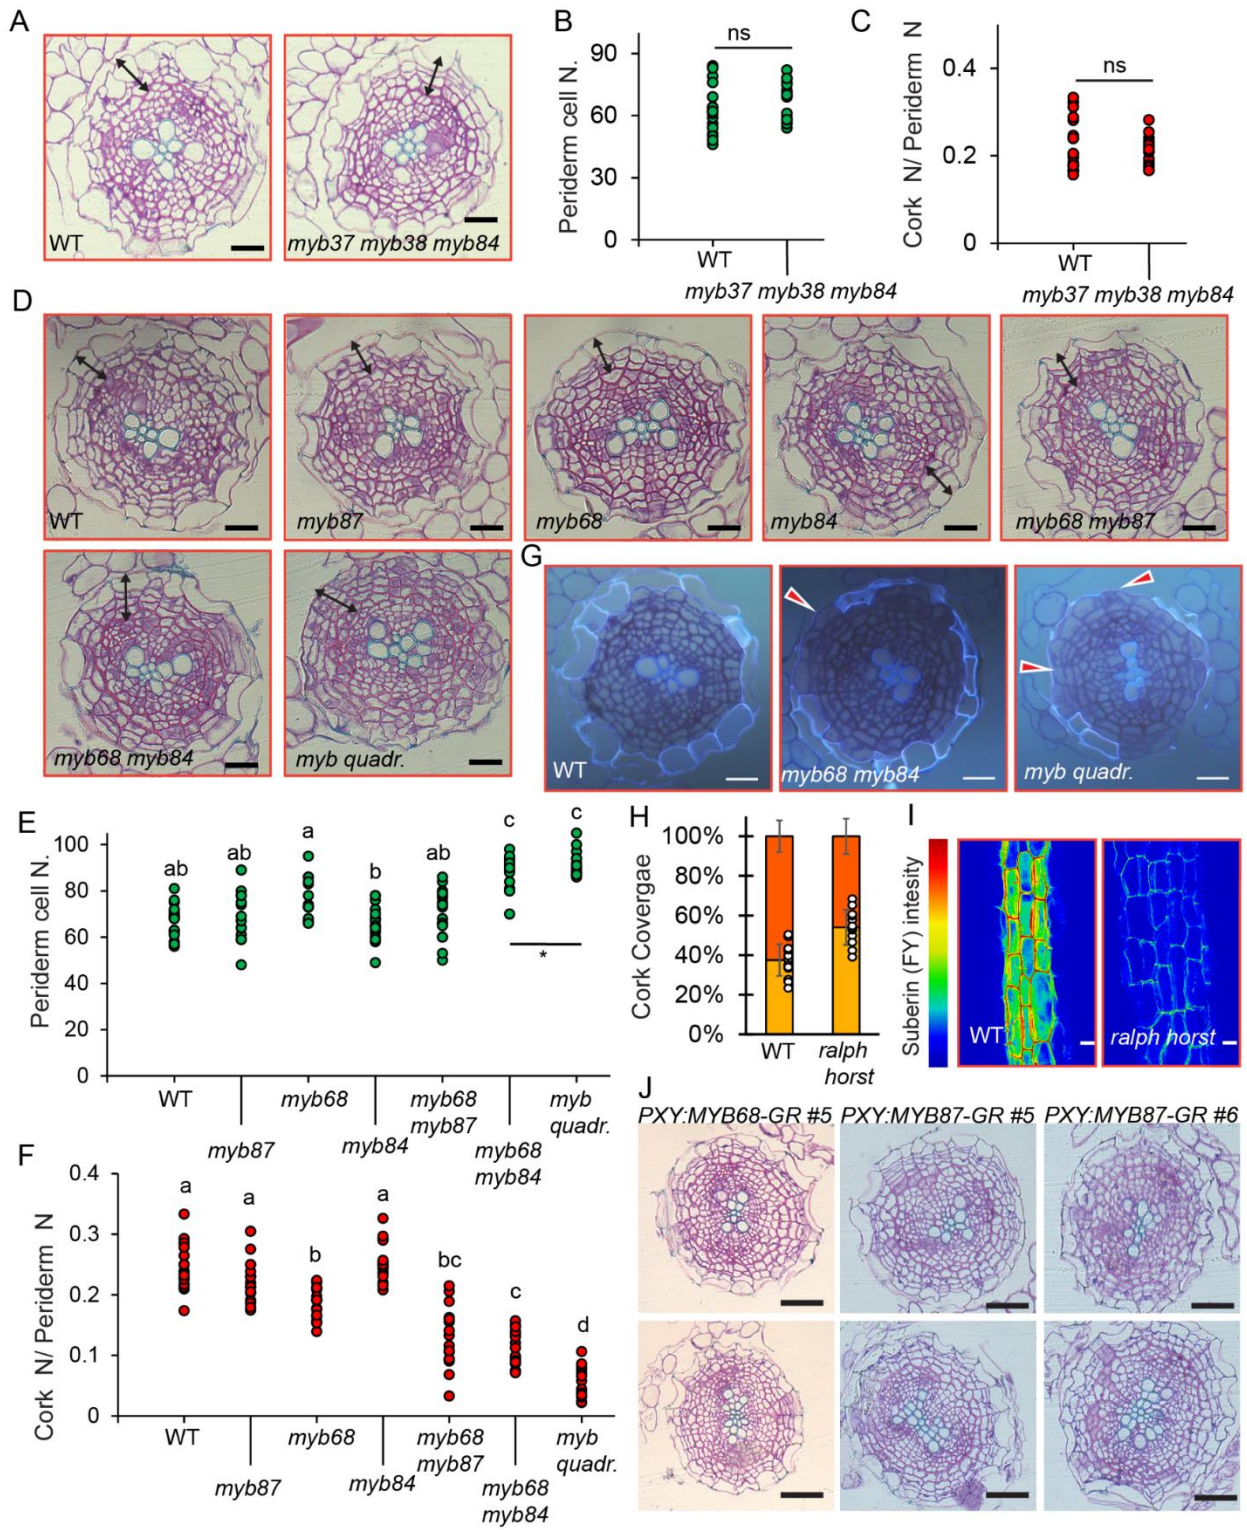 A
WT
myb37 myb38 myb84
B
Periderm cell N.
90
60
30
0
ns
WT
myb37 myb38 myb84
C
Cork N/ Periderm N
0.4
0.2
0
ns
WT
myb37 myb38 myb84
D
WT
myb87
myb68
myb84
myb68 myb87
myb68 myb84
myb quadr.
G
WT
myb68 myb84
myb quadr.
E
Periderm cell N.
100
80
60
40
20
0
ab
ab
a
b
ab
c
c
*
WT
myb87
myb68
myb84
myb68
myb87
myb68
myb84
myb
quadr.
F
Cork N/ Periderm N
0.4
0.3
0.2
0.1
0
a
a
b
a
bc
c
d
WT
myb87
myb68
myb84
myb68
myb87
myb68
myb84
myb
quadr.
H
Cork Covergae
100%
80%
60%
40%
20%
0%
WT
ralph
horst
I
Suberin (FY) intesity
WT
ralph horst
J
PXY:MYB68-GR #5
PXY:MYB87-GR #5
PXY:MYB87-GR #6